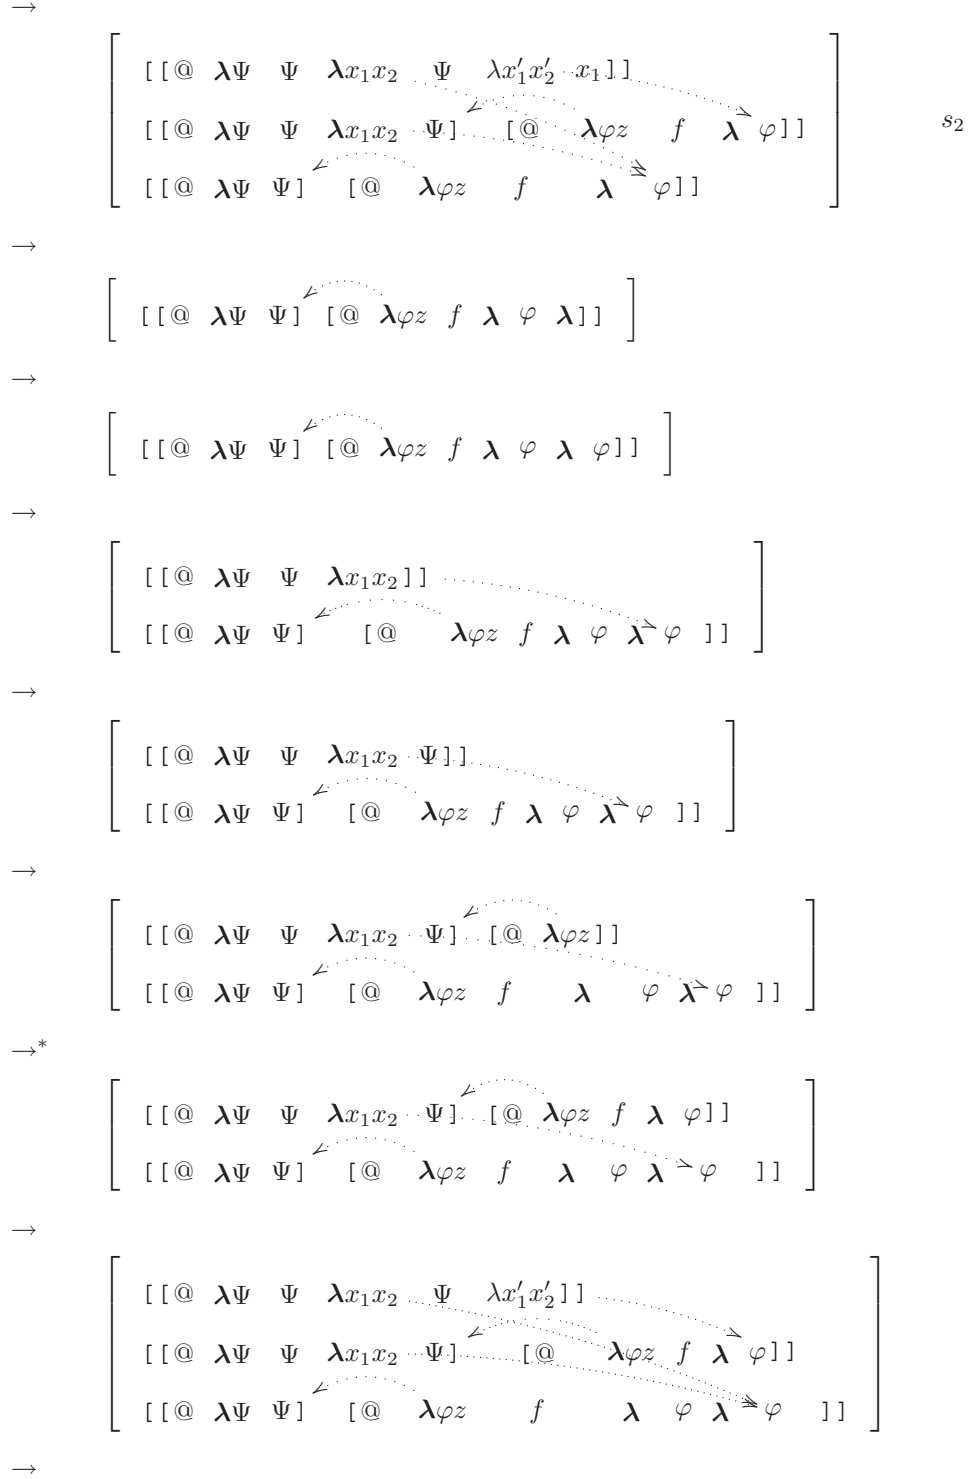 →
[ [ @ λΨ Ψ λx₁x₂ Ψ λx′₁x′₂ x₁ ] ]
[ [ @ λΨ Ψ λx₁x₂ Ψ ] [ @ λφz f λ φ ] ] s₂
[ [ @ λΨ Ψ ] [ @ λφz f λ φ ] ]
→
[ [ @ λΨ Ψ ] [ @ λφz f λ φ λ ] ]
→
[ [ @ λΨ Ψ ] [ @ λφz f λ φ λ φ ] ]
→
[ [ @ λΨ Ψ λx₁x₂ ] ]
[ [ @ λΨ Ψ ] [ @ λφz f λ φ λ φ ] ]
→
[ [ @ λΨ Ψ λx₁x₂ Ψ ] ]
[ [ @ λΨ Ψ ] [ @ λφz f λ φ λ φ ] ]
→
[ [ @ λΨ Ψ λx₁x₂ Ψ ] [ @ λφz ] ]
[ [ @ λΨ Ψ ] [ @ λφz f λ φ λ φ ] ]
→*
[ [ @ λΨ Ψ λx₁x₂ Ψ ] [ @ λφz f λ φ ] ]
[ [ @ λΨ Ψ ] [ @ λφz f λ φ λ φ ] ]
→
[ [ @ λΨ Ψ λx₁x₂ Ψ λx′₁x′₂ ] ]
[ [ @ λΨ Ψ λx₁x₂ Ψ ] [ @ λφz f λ φ ] ]
[ [ @ λΨ Ψ ] [ @ λφz f λ φ λ φ ] ]
→